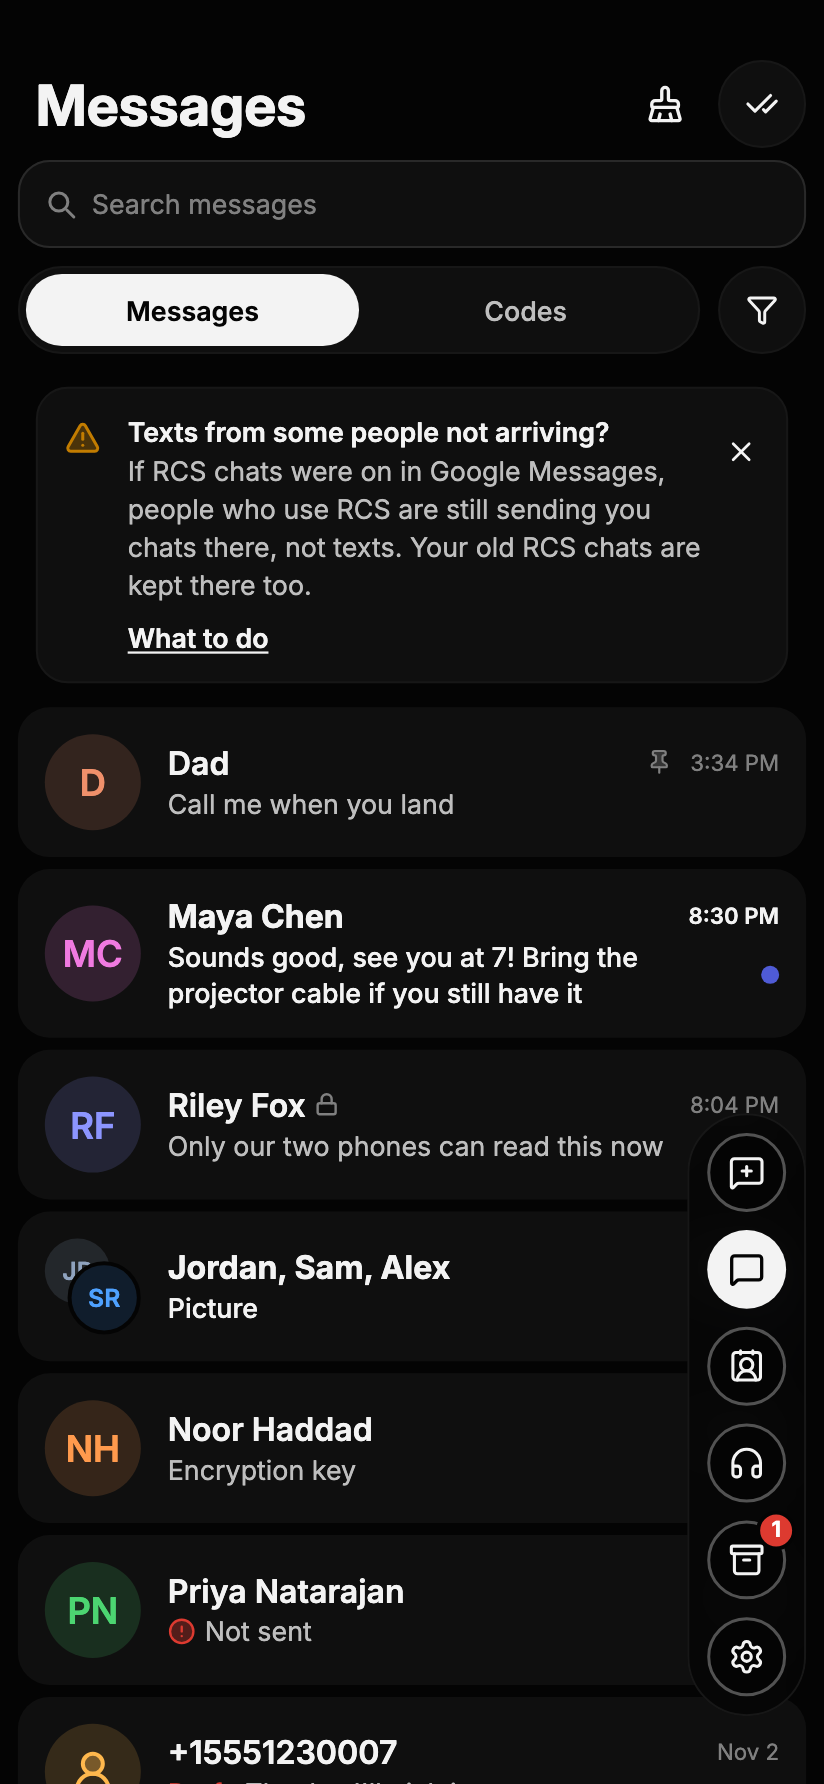 Messages
Search messages
Messages
Codes
Texts from some people not arriving?
If RCS chats were on in Google Messages,
people who use RCS are still sending you
chats there, not texts. Your old RCS chats are
kept there too.
What to do
D
Dad
3:34 PM
Call me when you land
MC
Maya Chen
8:30 PM
Sounds good, see you at 7! Bring the
projector cable if you still have it
RF
Riley Fox
8:04 PM
Only our two phones can read this now
SR
Jordan, Sam, Alex
Picture
NH
Noor Haddad
Encryption key
1
PN
Priya Natarajan
Not sent
+15551230007
Nov 2